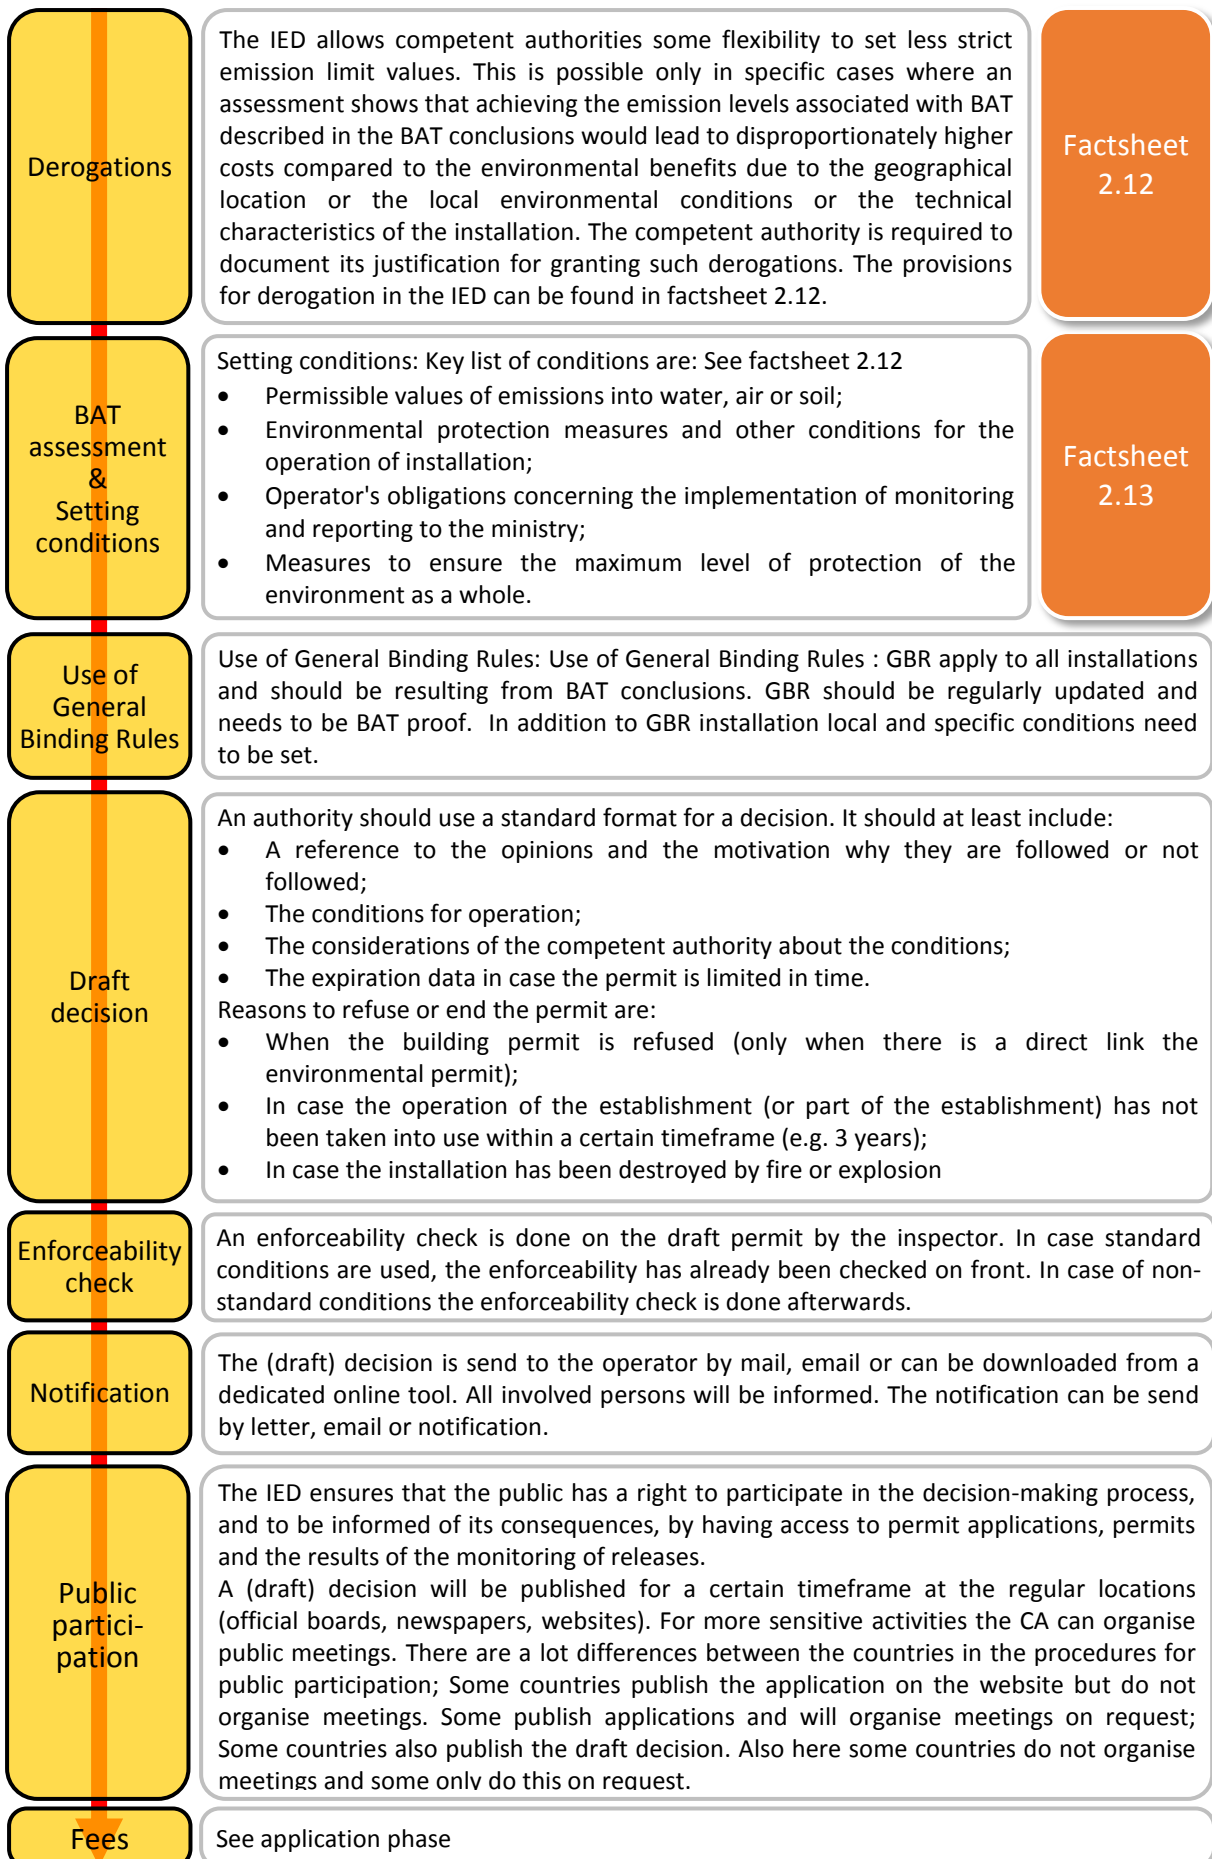 Derogations
The IED allows competent authorities some flexibility to set less strict
emission limit values. This is possible only in specific cases where an
assessment shows that achieving the emission levels associated with BAT
described in the BAT conclusions would lead to disproportionately higher
costs compared to the environmental benefits due to the geographical
location or the local environmental conditions or the technical
characteristics of the installation. The competent authority is required to
document its justification for granting such derogations. The provisions
for derogation in the IED can be found in factsheet 2.12.
Factsheet
2.12
BAT
assessment
&
Setting
conditions
Setting conditions: Key list of conditions are: See factsheet 2.12
• Permissible values of emissions into water, air or soil;
• Environmental protection measures and other conditions for the
operation of installation;
• Operator's obligations concerning the implementation of monitoring
and reporting to the ministry;
• Measures to ensure the maximum level of protection of the
environment as a whole.
Factsheet
2.13
Use of
General
Binding Rules
Use of General Binding Rules: Use of General Binding Rules : GBR apply to all installations
and should be resulting from BAT conclusions. GBR should be regularly updated and
needs to be BAT proof.  In addition to GBR installation local and specific conditions need
to be set.
Draft
decision
An authority should use a standard format for a decision. It should at least include:
• A reference to the opinions and the motivation why they are followed or not
followed;
• The conditions for operation;
• The considerations of the competent authority about the conditions;
• The expiration data in case the permit is limited in time.
Reasons to refuse or end the permit are:
• When the building permit is refused (only when there is a direct link the
environmental permit);
• In case the operation of the establishment (or part of the establishment) has not
been taken into use within a certain timeframe (e.g. 3 years);
• In case the installation has been destroyed by fire or explosion
Enforceability
check
An enforceability check is done on the draft permit by the inspector. In case standard
conditions are used, the enforceability has already been checked on front. In case of non-
standard conditions the enforceability check is done afterwards.
Notification
The (draft) decision is send to the operator by mail, email or can be downloaded from a
dedicated online tool. All involved persons will be informed. The notification can be send
by letter, email or notification.
Public
partici-
pation
The IED ensures that the public has a right to participate in the decision-making process,
and to be informed of its consequences, by having access to permit applications, permits
and the results of the monitoring of releases.
A (draft) decision will be published for a certain timeframe at the regular locations
(official boards, newspapers, websites). For more sensitive activities the CA can organise
public meetings. There are a lot differences between the countries in the procedures for
public participation; Some countries publish the application on the website but do not
organise meetings. Some publish applications and will organise meetings on request;
Some countries also publish the draft decision. Also here some countries do not organise
meetings and some only do this on request.
Fees
See application phase